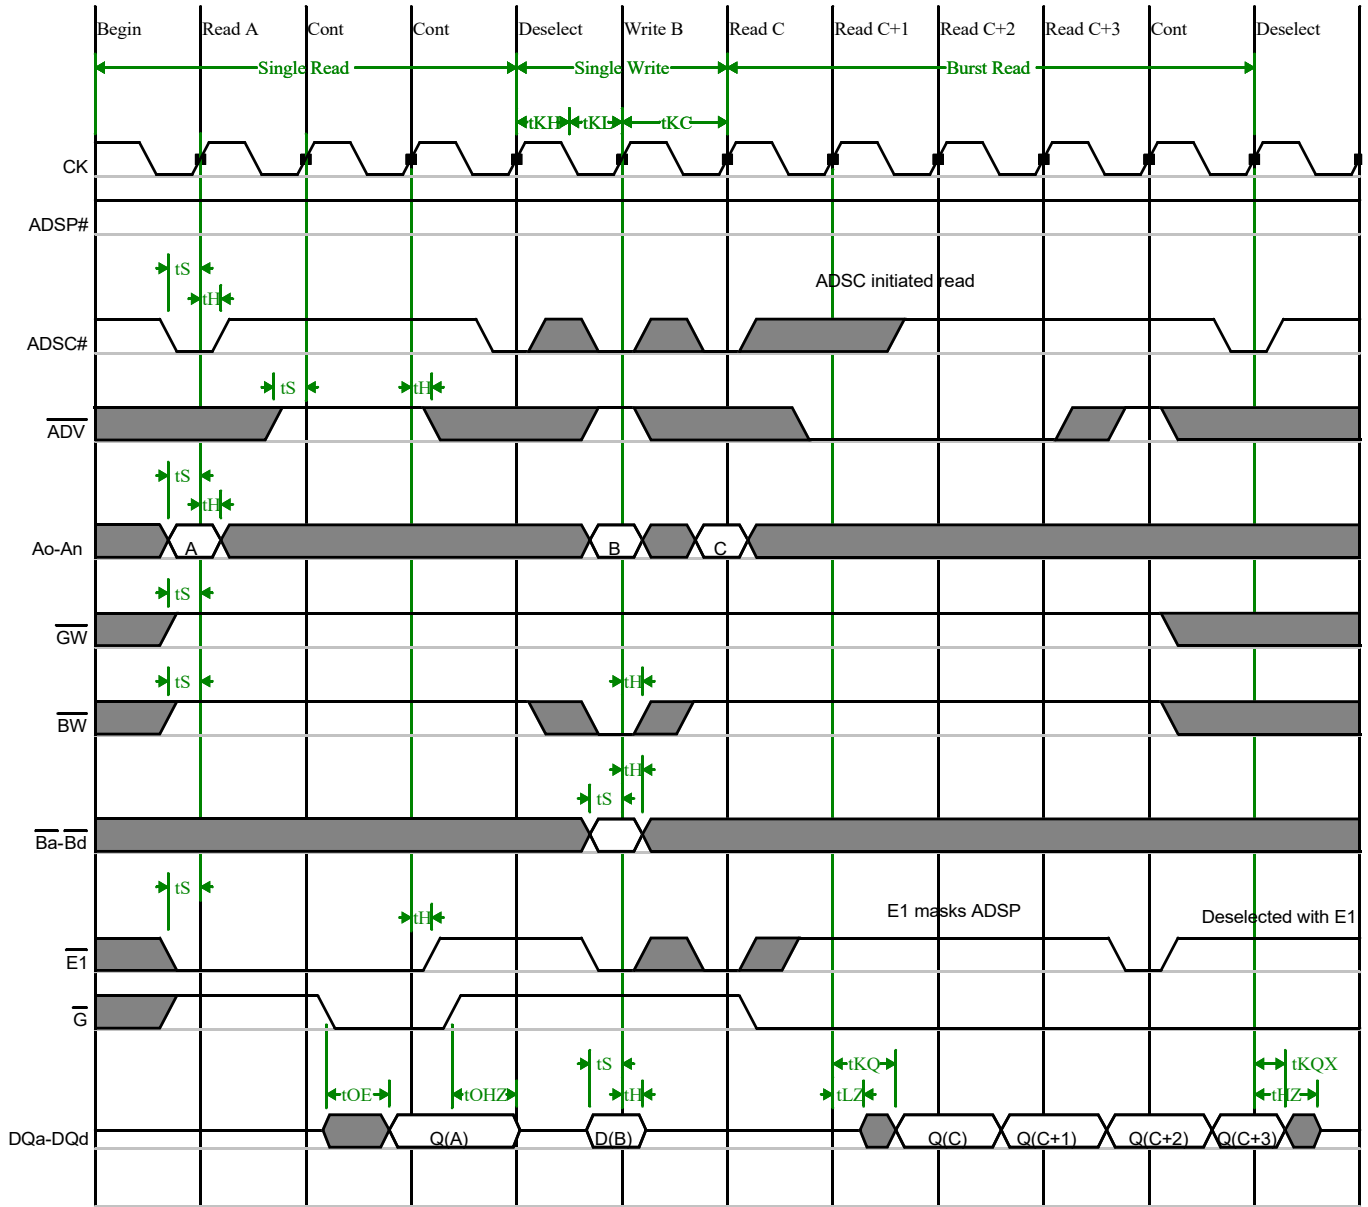 Begin Read A Cont Cont Deselect Write B Read C Read C+1 Read C+2 Read C+3 Cont Deselect
Single Read Single Write Burst Read
tKH tKL tKC
CK
ADSP#
tS
ADSC initiated read
tH
ADSC#
tS tH
ADV
tS
tH
Ao-An A B C
tS
GW
tS tH
BW
tH
tS
Ba-Bd
tS
E1 masks ADSP
tH Deselected with E1
E1
G
tS tKQ tKQX
tOE tOHZ tH tLZ tHZ
DQa-DQd Q(A) D(B) Q(C) Q(C+1) Q(C+2) Q(C+3)